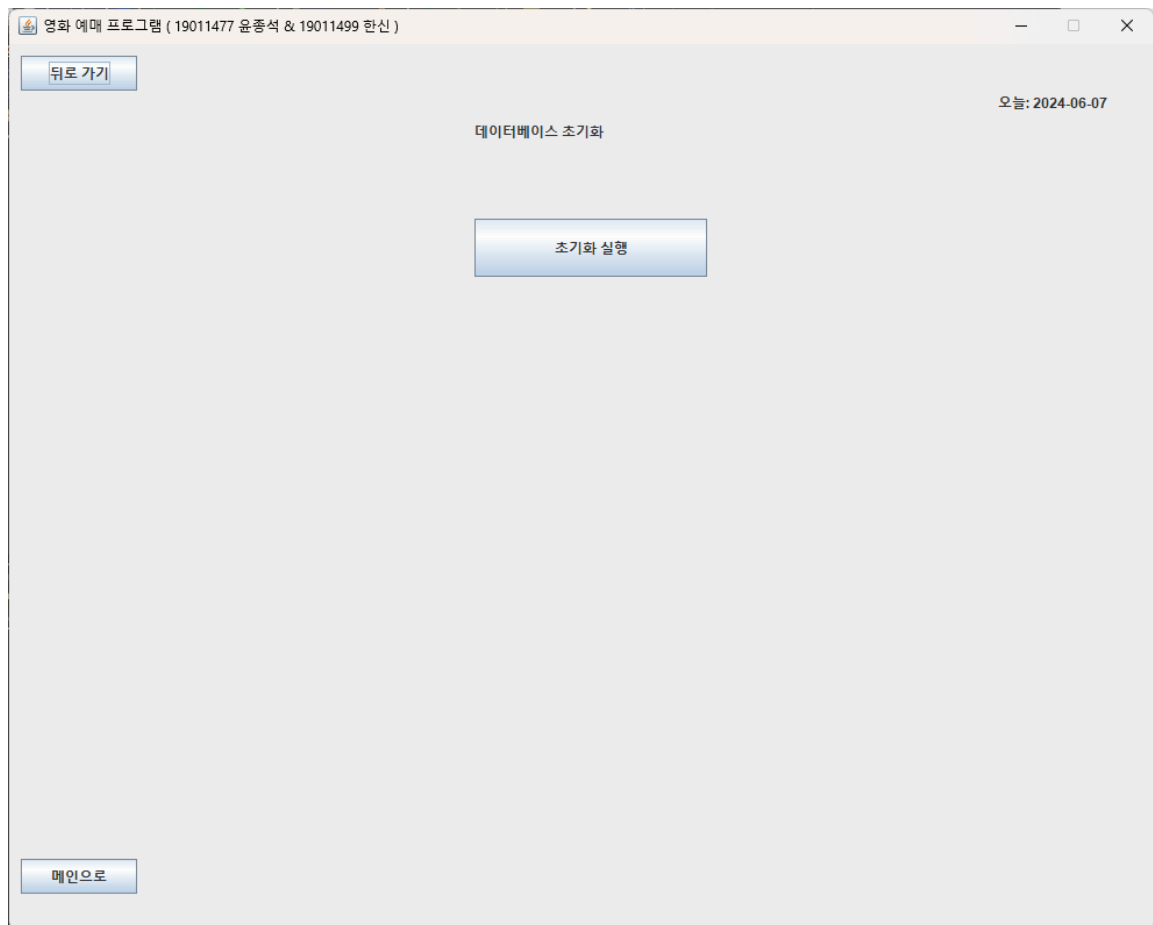 영화 예매 프로그램 ( 19011477 윤종석 & 19011499 한신 )
뒤로 가기
오늘: 2024-06-07
데이터베이스 초기화
초기화 실행
메인으로